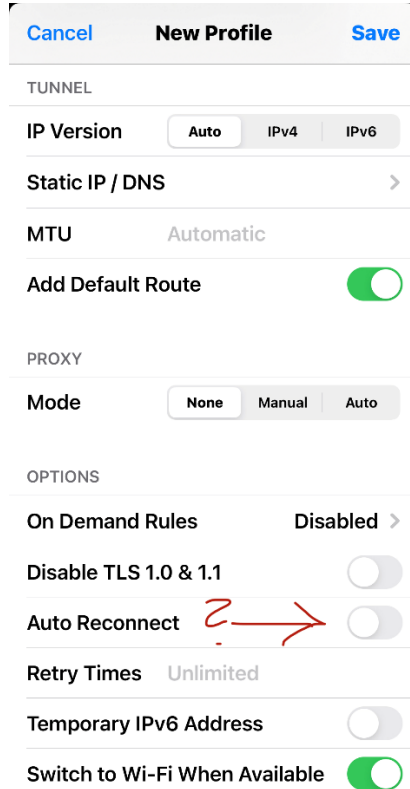 Cancel New Profile Save
TUNNEL
IP Version Auto IPv4 IPv6
Static IP / DNS
MTU Automatic
Add Default Route
PROXY
Mode None Manual Auto
OPTIONS
On Demand Rules Disabled
Disable TLS 1.0 & 1.1
Auto Reconnect ?
Retry Times Unlimited
Temporary IPv6 Address
Switch to Wi-Fi When Available